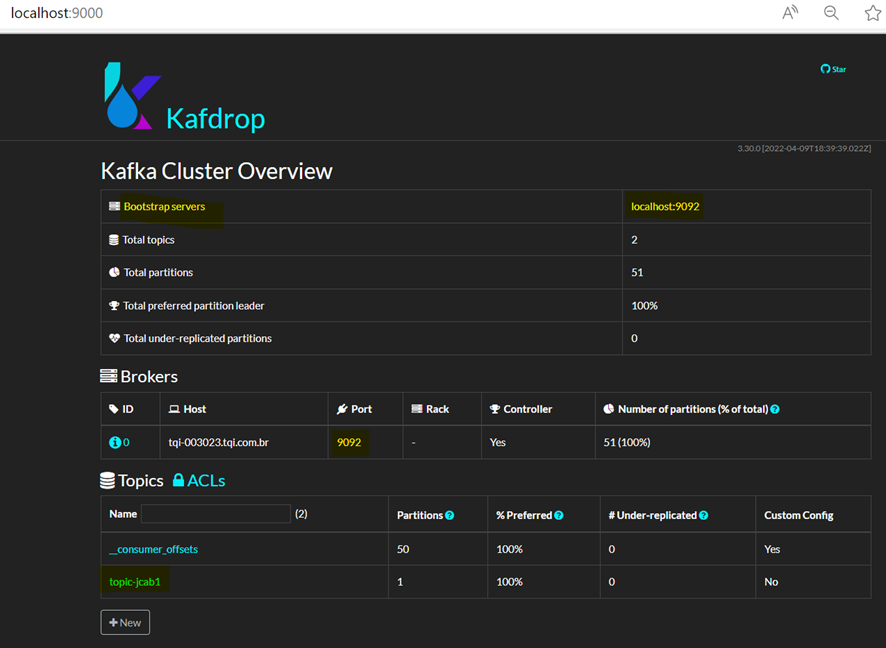 localhost:9000
Star
Kafdrop
3.30.0 [2022-04-09T18:39:39.022Z]
Kafka Cluster Overview
Bootstrap servers localhost:9092
Total topics 2
Total partitions 51
Total preferred partition leader 100%
Total under-replicated partitions 0
Brokers
ID Host Port Rack Controller Number of partitions (% of total)
0 tqi-003023.tqi.com.br 9092 - Yes 51 (100%)
Topics ACLs
Name (2) Partitions % Preferred # Under-replicated Custom Config
__consumer_offsets 50 100% 0 Yes
topic-jcab1 1 100% 0 No
+ New